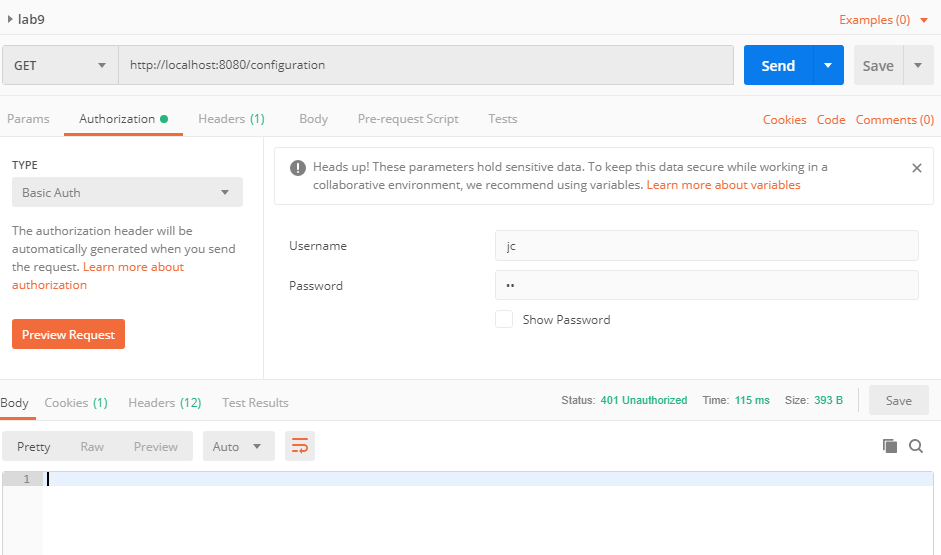 lab9
Examples (0)
GET
http://localhost:8080/configuration
Send
Save
Params
Authorization
Headers (1)
Body
Pre-request Script
Tests
Cookies
Code
Comments (0)
TYPE
Basic Auth
The authorization header will be
automatically generated when you send
the request. Learn more about
authorization
Preview Request
Heads up! These parameters hold sensitive data. To keep this data secure while working in a
collaborative environment, we recommend using variables. Learn more about variables
Username
jc
Password
••
Show Password
Body
Cookies (1)
Headers (12)
Test Results
Status: 401 Unauthorized
Time: 115 ms
Size: 393 B
Save
Pretty
Raw
Preview
Auto
1